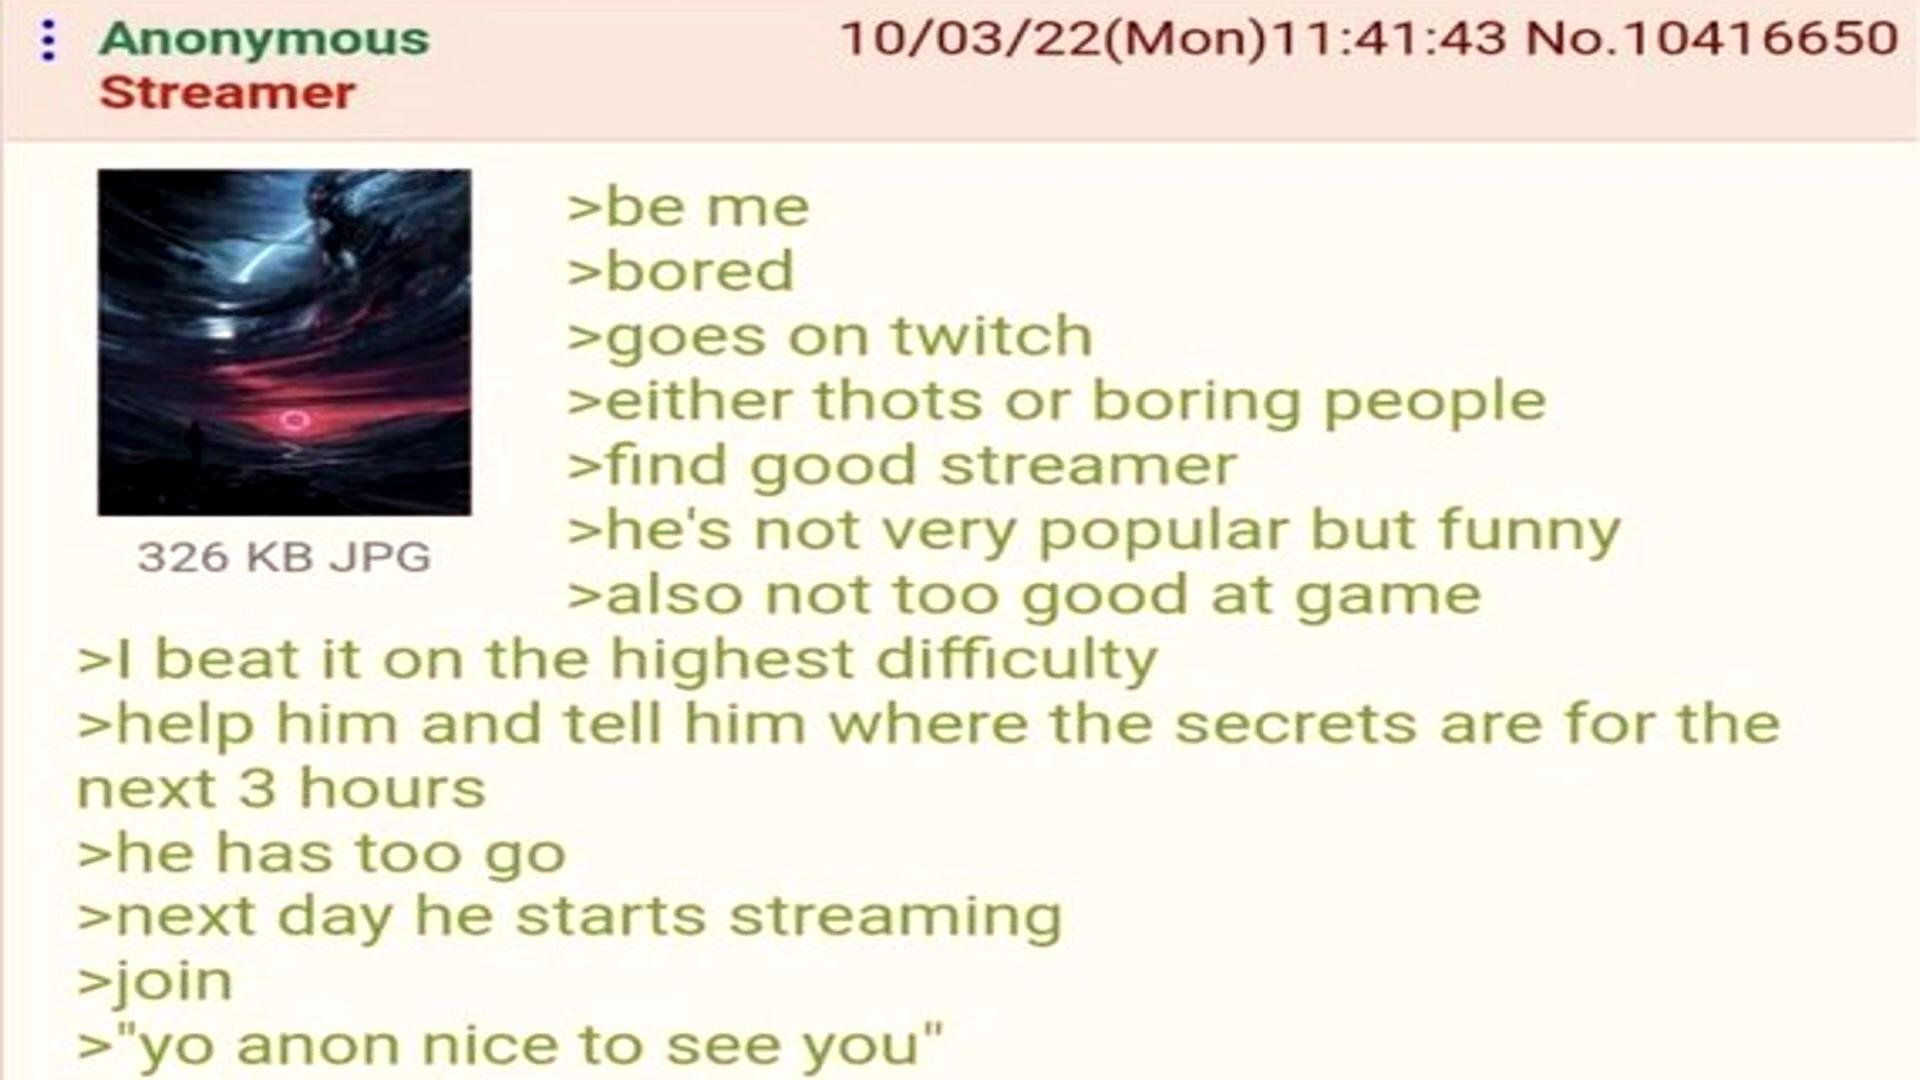 Anonymous 10/03/22(Mon)11:41:43 No.10416650
Streamer
>be me
>bored
>goes on twitch
>either thots or boring people
>find good streamer
>he's not very popular but funny
326 KB JPG
>also not too good at game
>I beat it on the highest difficulty
>help him and tell him where the secrets are for the
next 3 hours
>he has too go
>next day he starts streaming
>join
>"yo anon nice to see you"